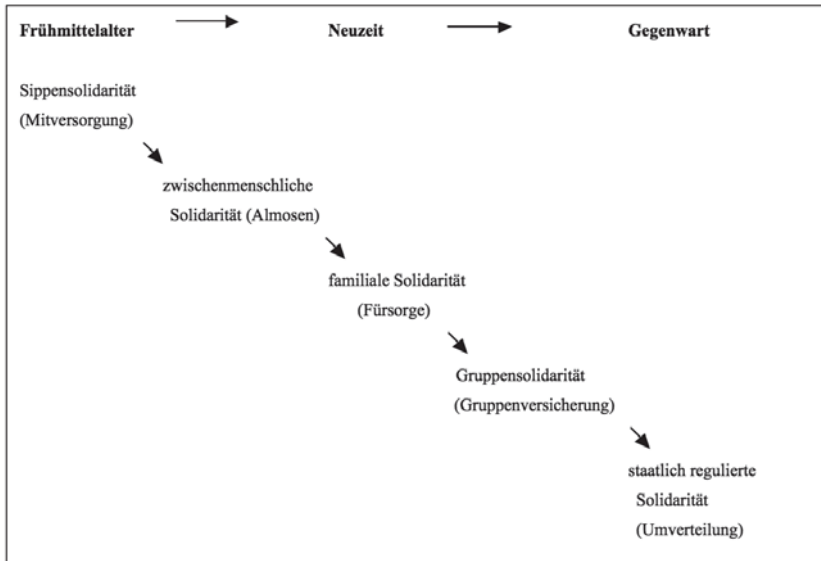 Frühmittelalter Neuzeit Gegenwart
Sippensolidarität
(Mitversorgung)
zwischenmenschliche
Solidarität (Almosen)
familiale Solidarität
(Fürsorge)
Gruppensolidarität
(Gruppenversicherung)
staatlich regulierte
Solidarität
(Umverteilung)